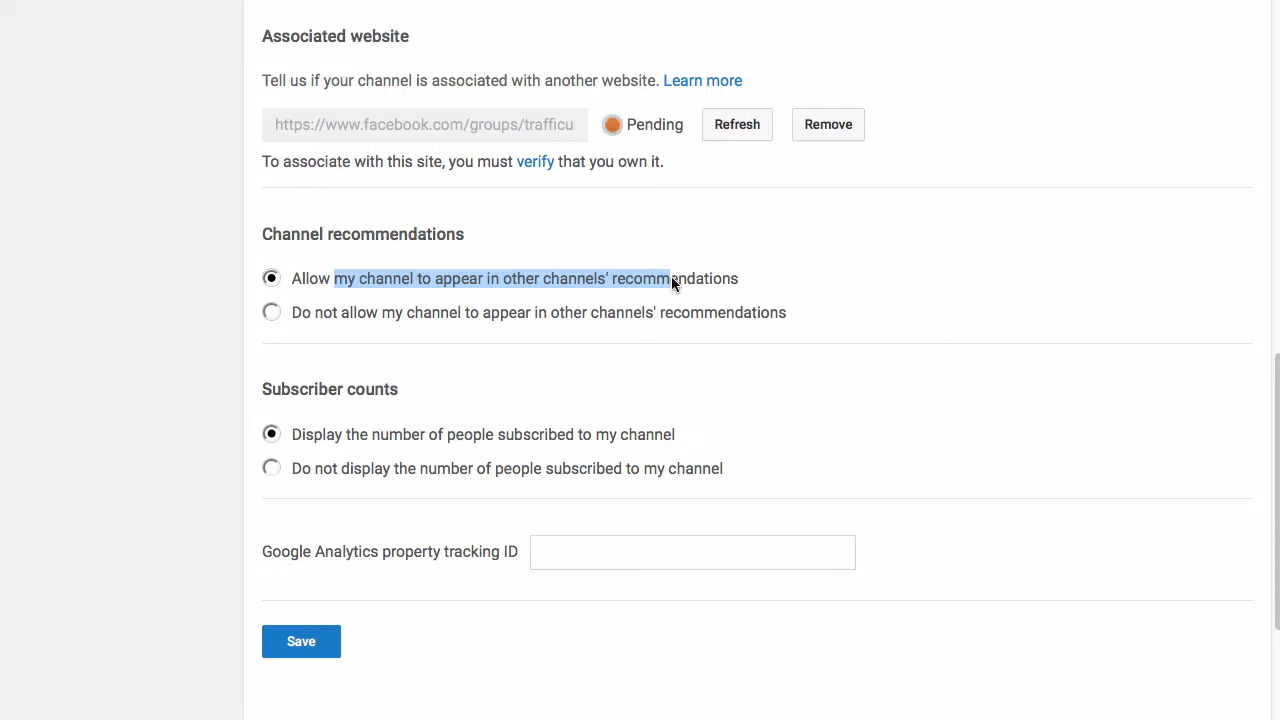 Associated website
Tell us if your channel is associated with another website. Learn more
https://www.facebook.com/groups/trafficu Pending Refresh Remove
To associate with this site, you must verify that you own it.
Channel recommendations
Allow my channel to appear in other channels' recommendations
Do not allow my channel to appear in other channels' recommendations
Subscriber counts
Display the number of people subscribed to my channel
Do not display the number of people subscribed to my channel
Google Analytics property tracking ID
Save